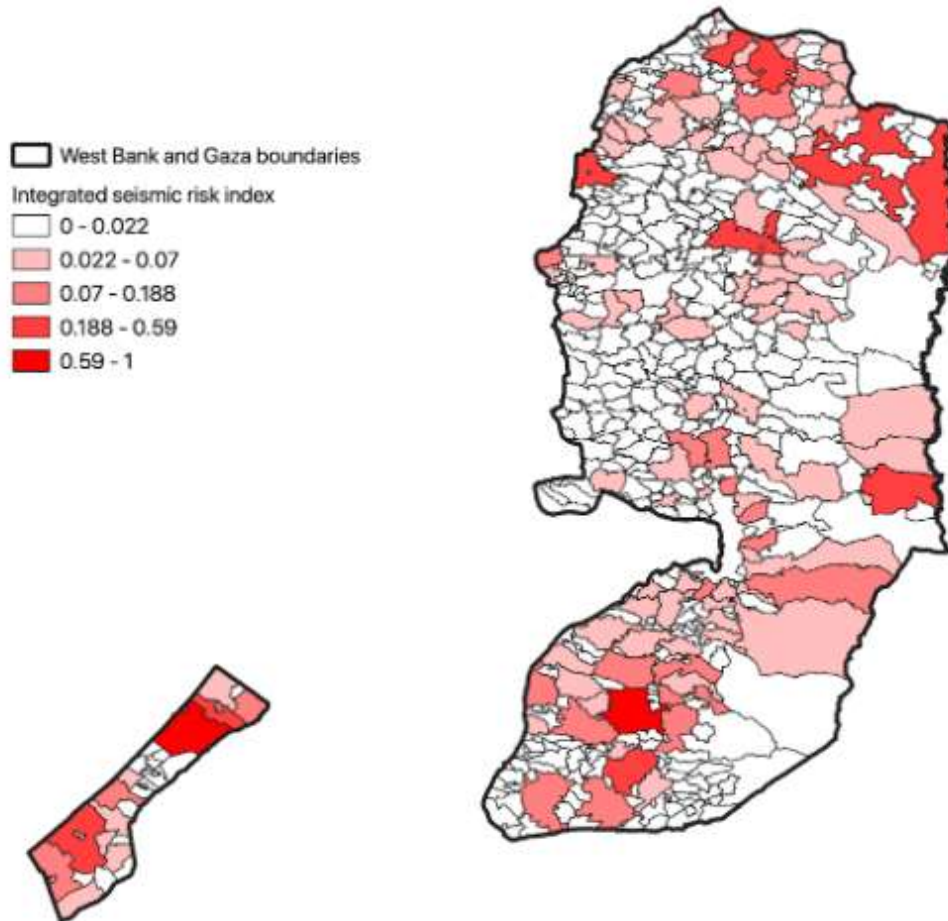 West Bank and Gaza boundaries
Integrated seismic risk index
0 - 0.022
0.022 - 0.07
0.07 - 0.188
0.188 - 0.59
0.59 - 1